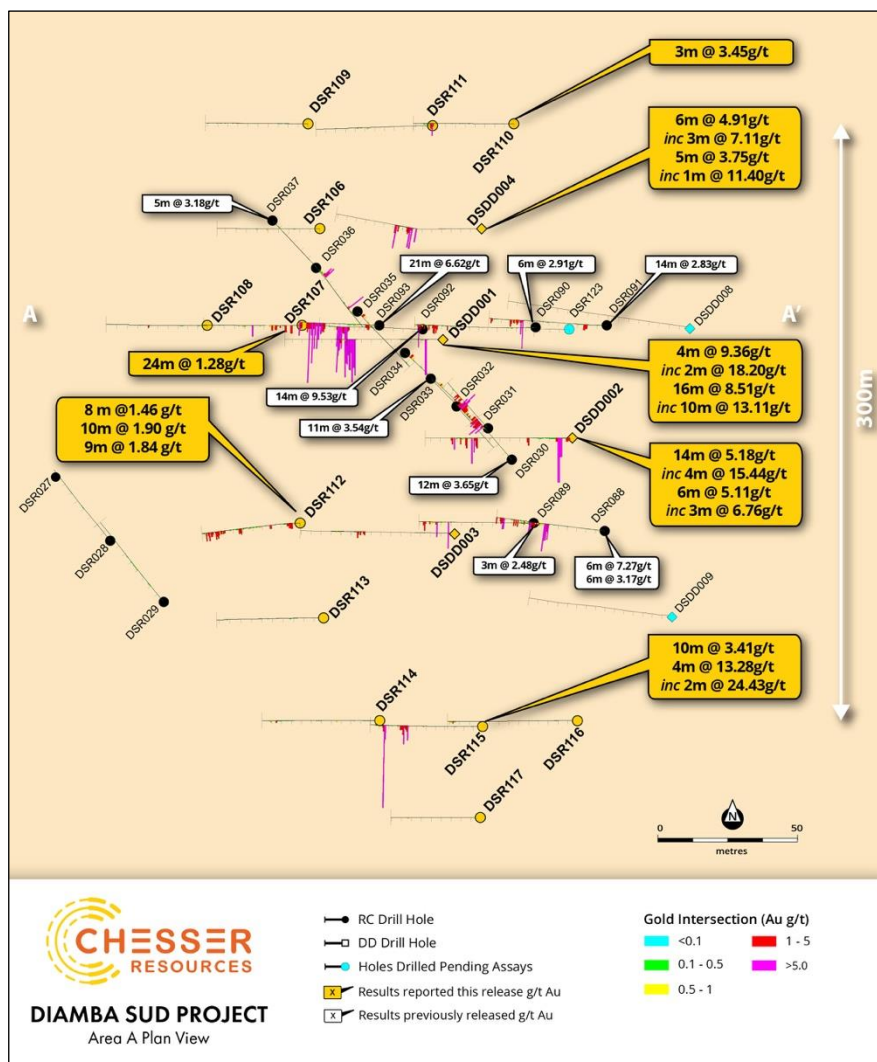 3m @ 3.45g/t
DSR109
DSR111
DSR110
6m @ 4.91g/t
inc 3m @ 7.11g/t
5m @ 3.75g/t
inc 1m @ 11.40g/t
DSR037
5m @ 3.18g/t
DSR106
DSDD004
DSR036
21m @ 6.62g/t
6m @ 2.91g/t
14m @ 2.83g/t
A
DSR108
DSR107
DSR035
DSR093
DSR092
DSDD001
DSR090
DSR123
DSR091
DSDD008
A'
24m @ 1.28g/t
14m @ 9.53g/t
DSR034
4m @ 9.36g/t
inc 2m @ 18.20g/t
16m @ 8.51g/t
inc 10m @ 13.11g/t
300m
8 m @1.46 g/t
10m @ 1.90 g/t
9m @ 1.84 g/t
DSR033
DSR032
DSR031
DSDD002
11m @ 3.54g/t
14m @ 5.18g/t
inc 4m @ 15.44g/t
6m @ 5.11g/t
inc 3m @ 6.76g/t
12m @ 3.65g/t
DSR030
DSR027
DSR112
DSR089
DSR088
DSR028
DSDD003
3m @ 2.48g/t
6m @ 7.27g/t
6m @ 3.17g/t
DSR029
DSR113
DSDD009
10m @ 3.41g/t
4m @ 13.28g/t
inc 2m @ 24.43g/t
DSR114
DSR115
DSR116
DSR117
N
0 50
metres
CHESSER
RESOURCES
DIAMBA SUD PROJECT
Area A Plan View
RC Drill Hole
DD Drill Hole
Holes Drilled Pending Assays
x Results reported this release g/t Au
x Results previously released g/t Au
Gold Intersection (Au g/t)
<0.1
0.1 - 0.5
0.5 - 1
1 - 5
>5.0